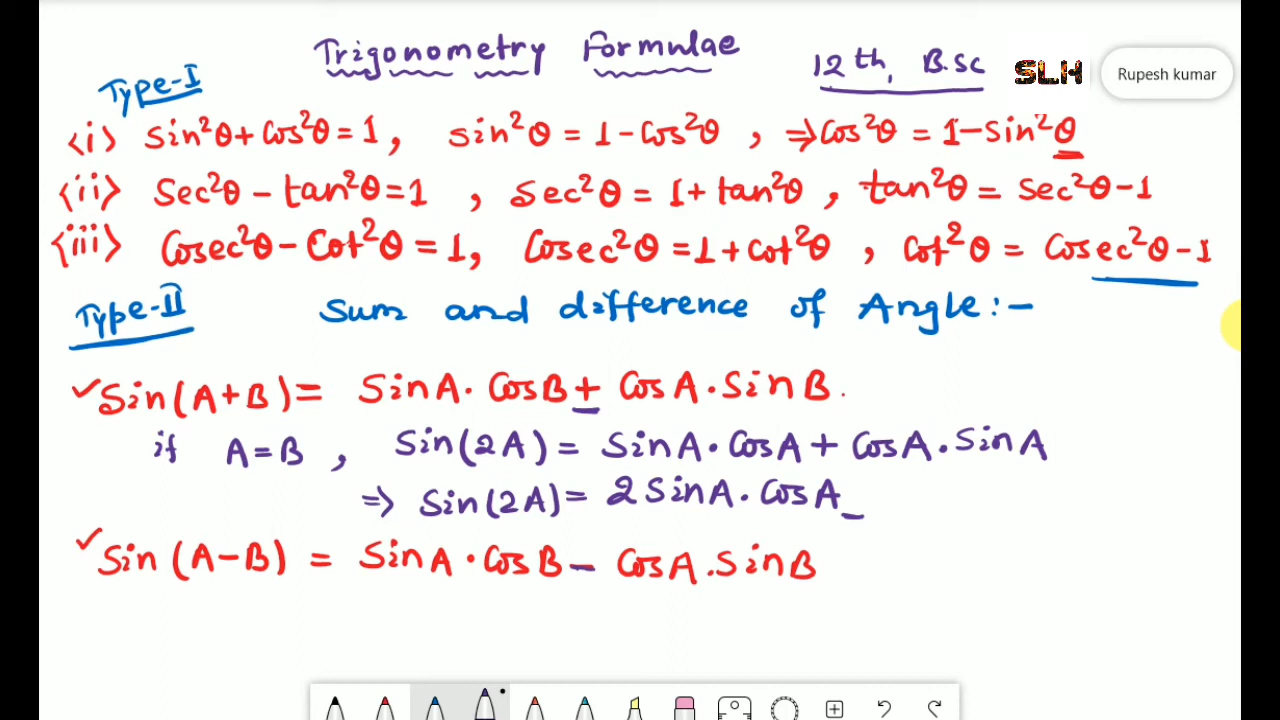 Trigonometry Formulae 12th, B.Sc SLH Rupesh kumar
Type-I
<i> sin²θ + cos²θ = 1, sin²θ = 1 - cos²θ , ⇒ cos²θ = 1 - sin²θ
<ii> sec²θ - tan²θ = 1 , sec²θ = 1 + tan²θ , tan²θ = sec²θ - 1
<iii> cosec²θ - cot²θ = 1, cosec²θ = 1 + cot²θ , cot²θ = cosec²θ - 1
Type-II Sum and difference of Angle :-
✓ Sin(A+B) = SinA · CosB + CosA · SinB.
if A = B , Sin(2A) = SinA · CosA + CosA · SinA
⇒ Sin(2A) = 2 SinA · CosA
✓ Sin (A-B) = SinA · CosB - CosA . SinB